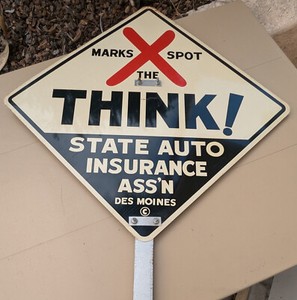 MARKS X SPOT
THE
THINK!
STATE AUTO
INSURANCE
ASS'N
DES MOINES
©